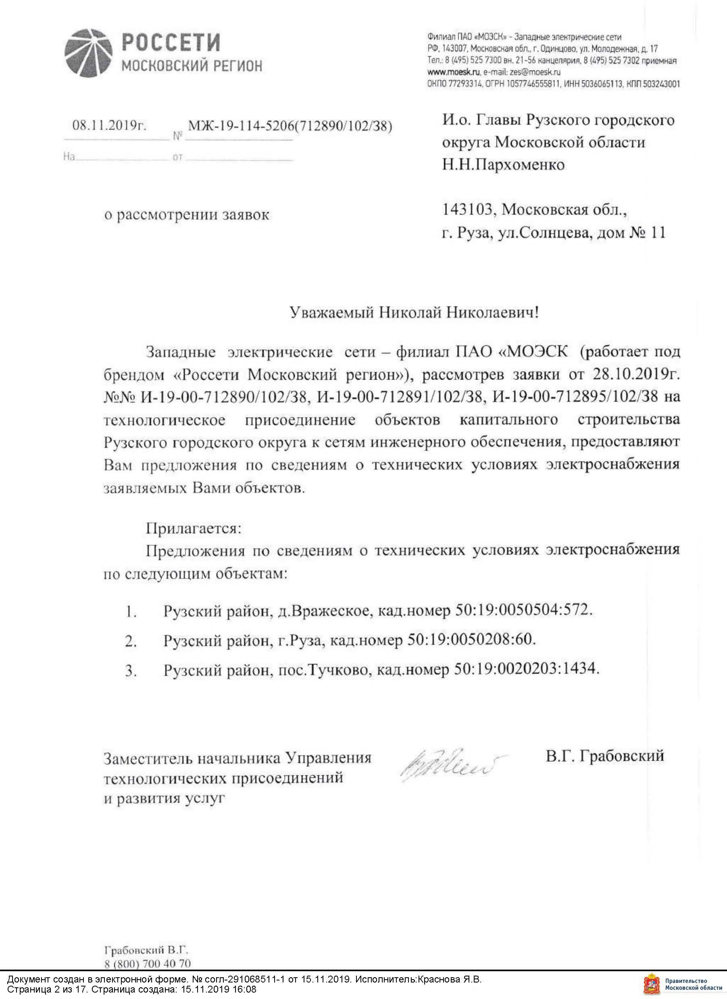 РОССЕТИ
МОСКОВСКИЙ РЕГИОН
Филиал ПАО «МОЭСК» - Западные электрические сети
РФ, 143007, Московская обл., г. Одинцово, ул. Молодежная, д. 17
Тел.: 8 (495) 525 7300 вн. 21-56 канцелярия, 8 (495) 525 7302 приемная
www.moesk.ru, e-mail: zes@moesk.ru
ОКПО 77293314, ОГРН 1057746555811, ИНН 5036065113, КПП 503243001
08.11.2019г. № МЖ-19-114-5206(712890/102/38)
На от
И.о. Главы Рузского городского
округа Московской области
Н.Н.Пархоменко
143103, Московская обл.,
г. Руза, ул.Солнцева, дом № 11
о рассмотрении заявок
Уважаемый Николай Николаевич!
Западные электрические сети – филиал ПАО «МОЭСК (работает под
брендом «Россети Московский регион»), рассмотрев заявки от 28.10.2019г.
№№ И-19-00-712890/102/38, И-19-00-712891/102/38, И-19-00-712895/102/38 на
технологическое присоединение объектов капитального строительства
Рузского городского округа к сетям инженерного обеспечения, предоставляют
Вам предложения по сведениям о технических условиях электроснабжения
заявляемых Вами объектов.
Прилагается:
Предложения по сведениям о технических условиях электроснабжения
по следующим объектам:
1. Рузский район, д.Вражеское, кад.номер 50:19:0050504:572.
2. Рузский район, г.Руза, кад.номер 50:19:0050208:60.
3. Рузский район, пос.Тучково, кад.номер 50:19:0020203:1434.
Заместитель начальника Управления
технологических присоединений
и развития услуг
В.Г. Грабовский
Грабовский В.Г.
8 (800) 700 40 70
Документ создан в электронной форме. № согл-291068511-1 от 15.11.2019. Исполнитель:Краснова Я.В.
Страница 2 из 17. Страница создана: 15.11.2019 16:08
Правительство
Московской области